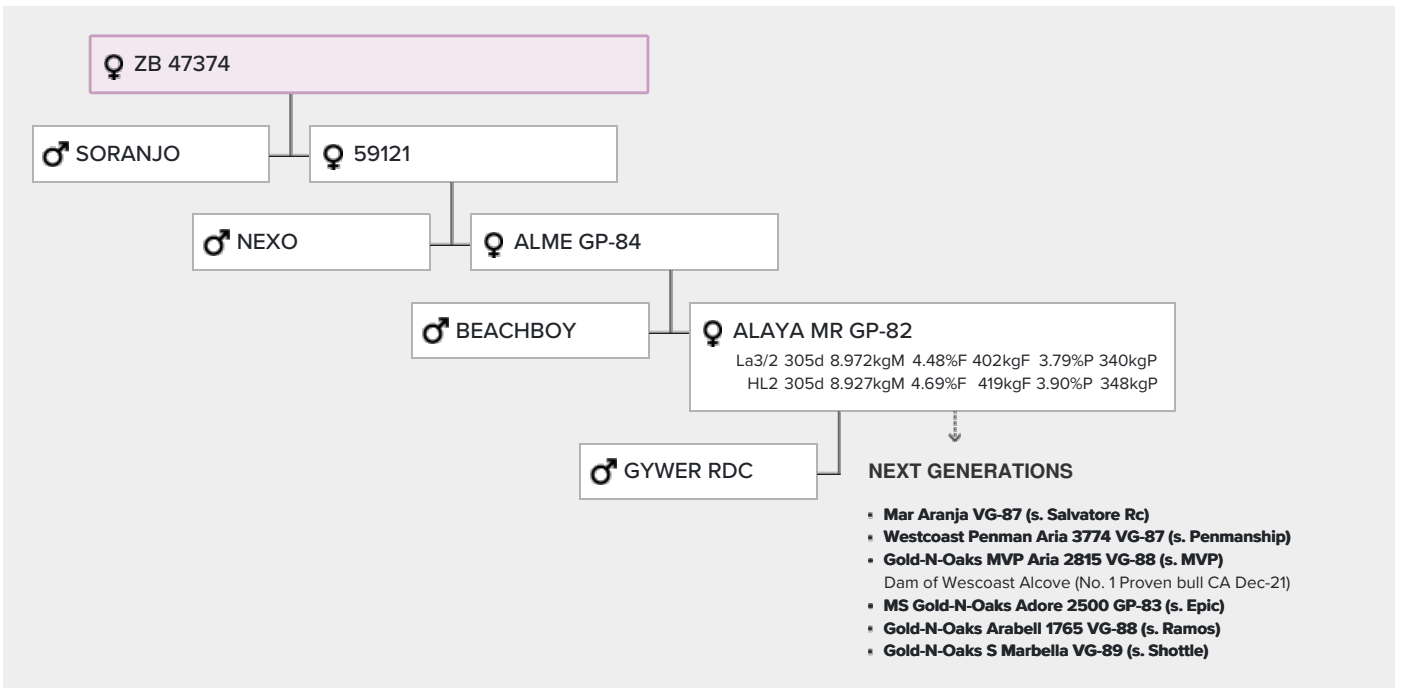 ZB 47374
SORANJO
59121
NEXO
ALME GP-84
BEACHBOY
ALAYA MR GP-82
La3/2 305d 8.972kgM 4.48%F 402kgF 3.79%P 340kgP
HL2 305d 8.927kgM 4.69%F 419kgF 3.90%P 348kgP
GYWER RDC
NEXT GENERATIONS
Mar Aranja VG-87 (s. Salvatore Rc)
Westcoast Penman Aria 3774 VG-87 (s. Penmanship)
Gold-N-Oaks MVP Aria 2815 VG-88 (s. MVP)
Dam of Wescoast Alcove (No. 1 Proven bull CA Dec-21)
MS Gold-N-Oaks Adore 2500 GP-83 (s. Epic)
Gold-N-Oaks Arabell 1765 VG-88 (s. Ramos)
Gold-N-Oaks S Marbella VG-89 (s. Shottle)